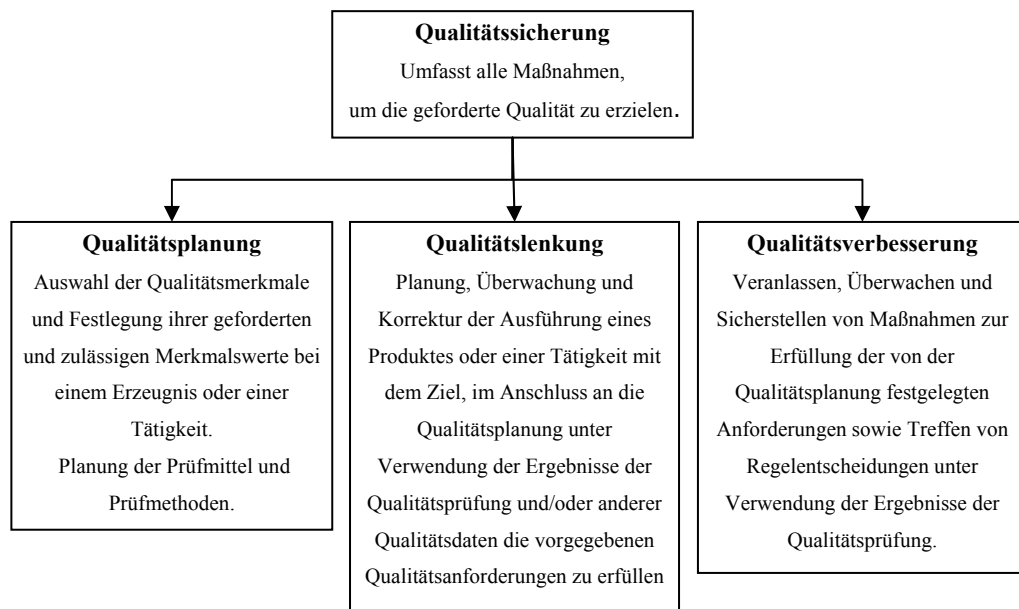 Qualitätssicherung
Umfasst alle Maßnahmen,
um die geforderte Qualität zu erzielen.
Qualitätsplanung
Auswahl der Qualitätsmerkmale
und Festlegung ihrer geforderten
und zulässigen Merkmalswerte bei
einem Erzeugnis oder einer
Tätigkeit.
Planung der Prüfmittel und
Prüfmethoden.
Qualitätslenkung
Planung, Überwachung und
Korrektur der Ausführung eines
Produktes oder einer Tätigkeit mit
dem Ziel, im Anschluss an die
Qualitätsplanung unter
Verwendung der Ergebnisse der
Qualitätsprüfung und/oder anderer
Qualitätsdaten die vorgegebenen
Qualitätsanforderungen zu erfüllen
Qualitätsverbesserung
Veranlassen, Überwachen und
Sicherstellen von Maßnahmen zur
Erfüllung der von der
Qualitätsplanung festgelegten
Anforderungen sowie Treffen von
Regelentscheidungen unter
Verwendung der Ergebnisse der
Qualitätsprüfung.